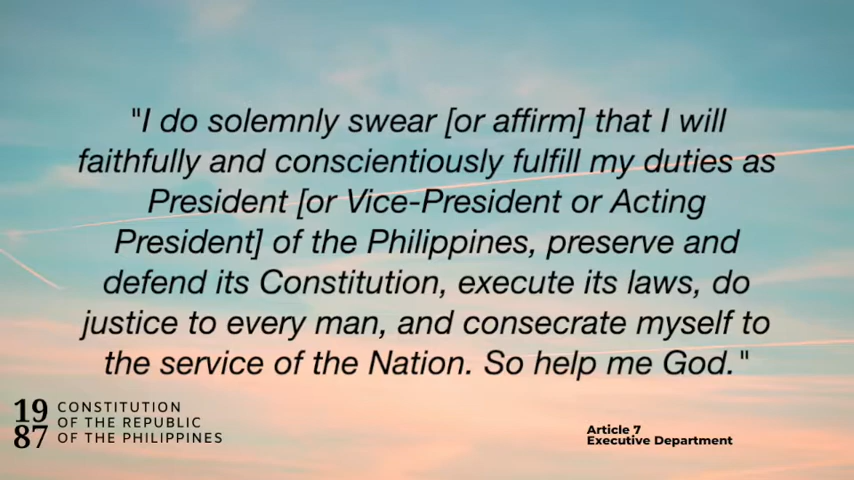 "I do solemnly swear [or affirm] that I will
faithfully and conscientiously fulfill my duties as
President [or Vice-President or Acting
President] of the Philippines, preserve and
defend its Constitution, execute its laws, do
justice to every man, and consecrate myself to
the service of the Nation. So help me God."
19
87
CONSTITUTION
OF THE REPUBLIC
OF THE PHILIPPINES
Article 7
Executive Department